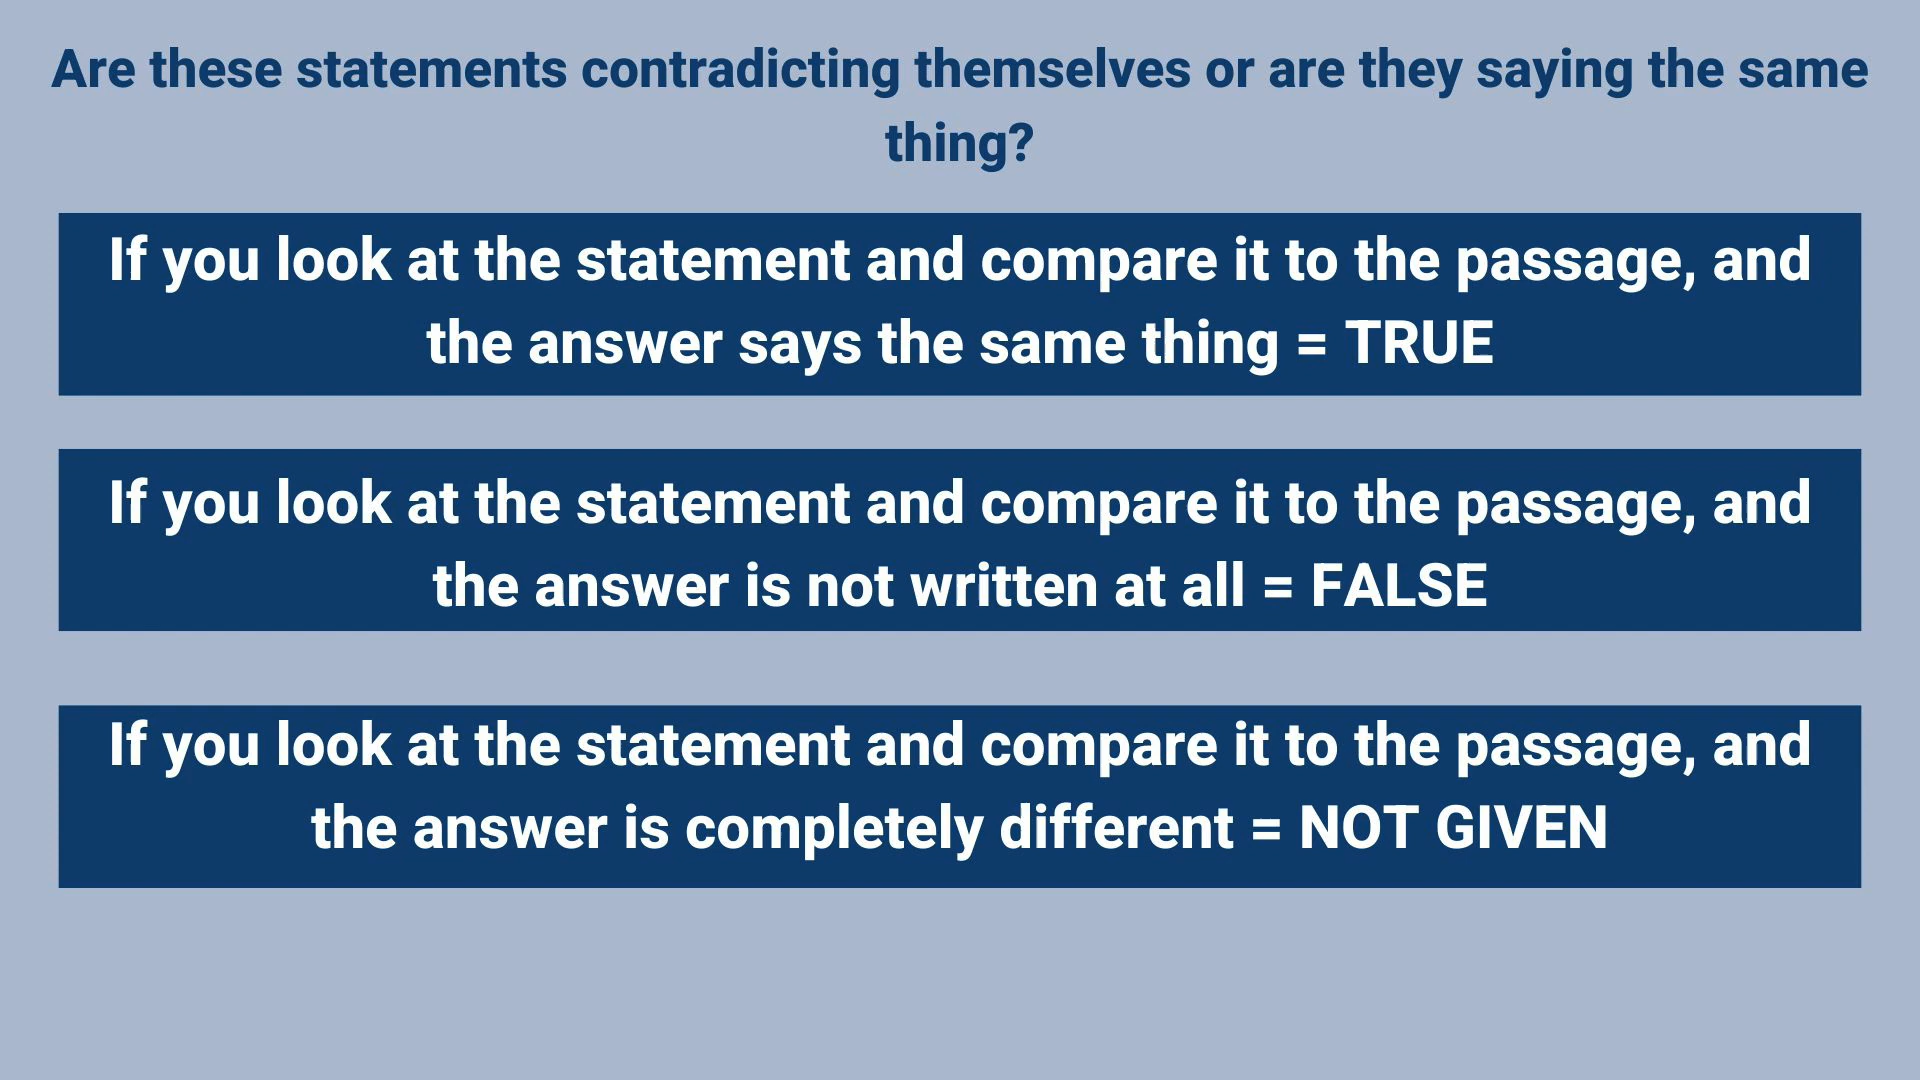 Are these statements contradicting themselves or are they saying the same
thing?
If you look at the statement and compare it to the passage, and
the answer says the same thing = TRUE
If you look at the statement and compare it to the passage, and
the answer is not written at all = FALSE
If you look at the statement and compare it to the passage, and
the answer is completely different = NOT GIVEN